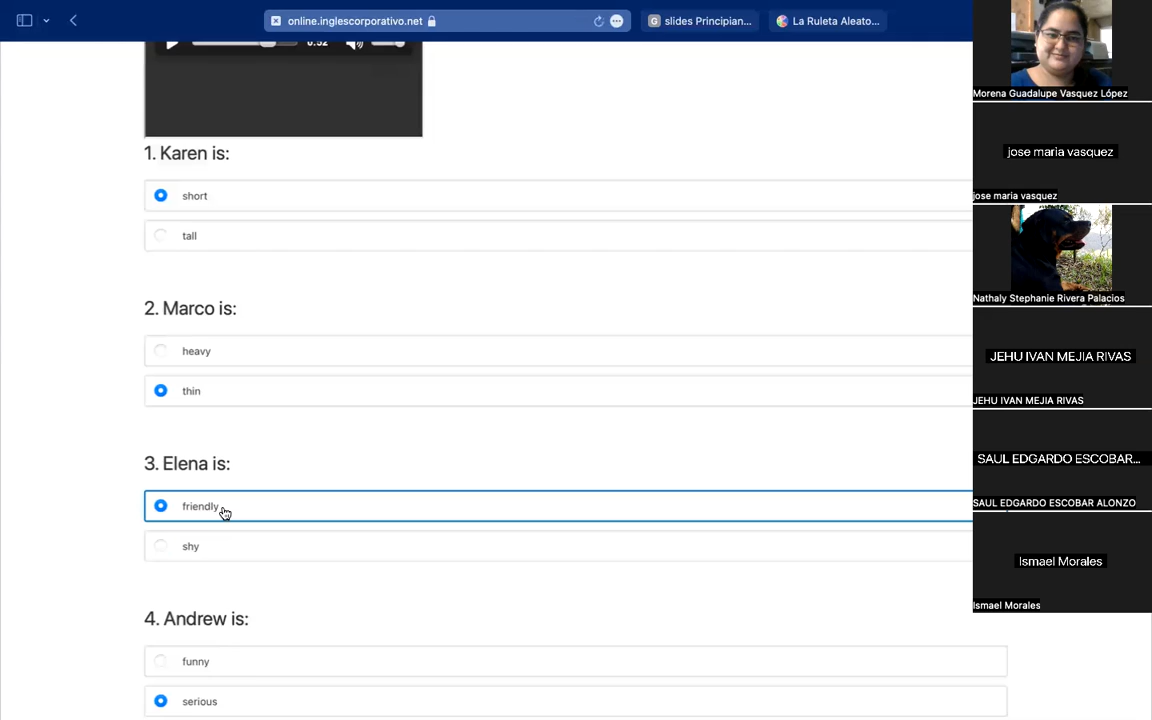 online.inglescorporativo.net
slides Principian...
La Ruleta Aleato...
0:52
1. Karen is:
short
tall
2. Marco is:
heavy
thin
3. Elena is:
friendly
shy
4. Andrew is:
funny
serious
Morena Guadalupe Vasquez López
jose maria vasquez
jose maria vasquez
Nathaly Stephanie Rivera Palacios
JEHU IVAN MEJIA RIVAS
JEHU IVAN MEJIA RIVAS
SAUL EDGARDO ESCOBAR...
SAUL EDGARDO ESCOBAR ALONZO
Ismael Morales
Ismael Morales